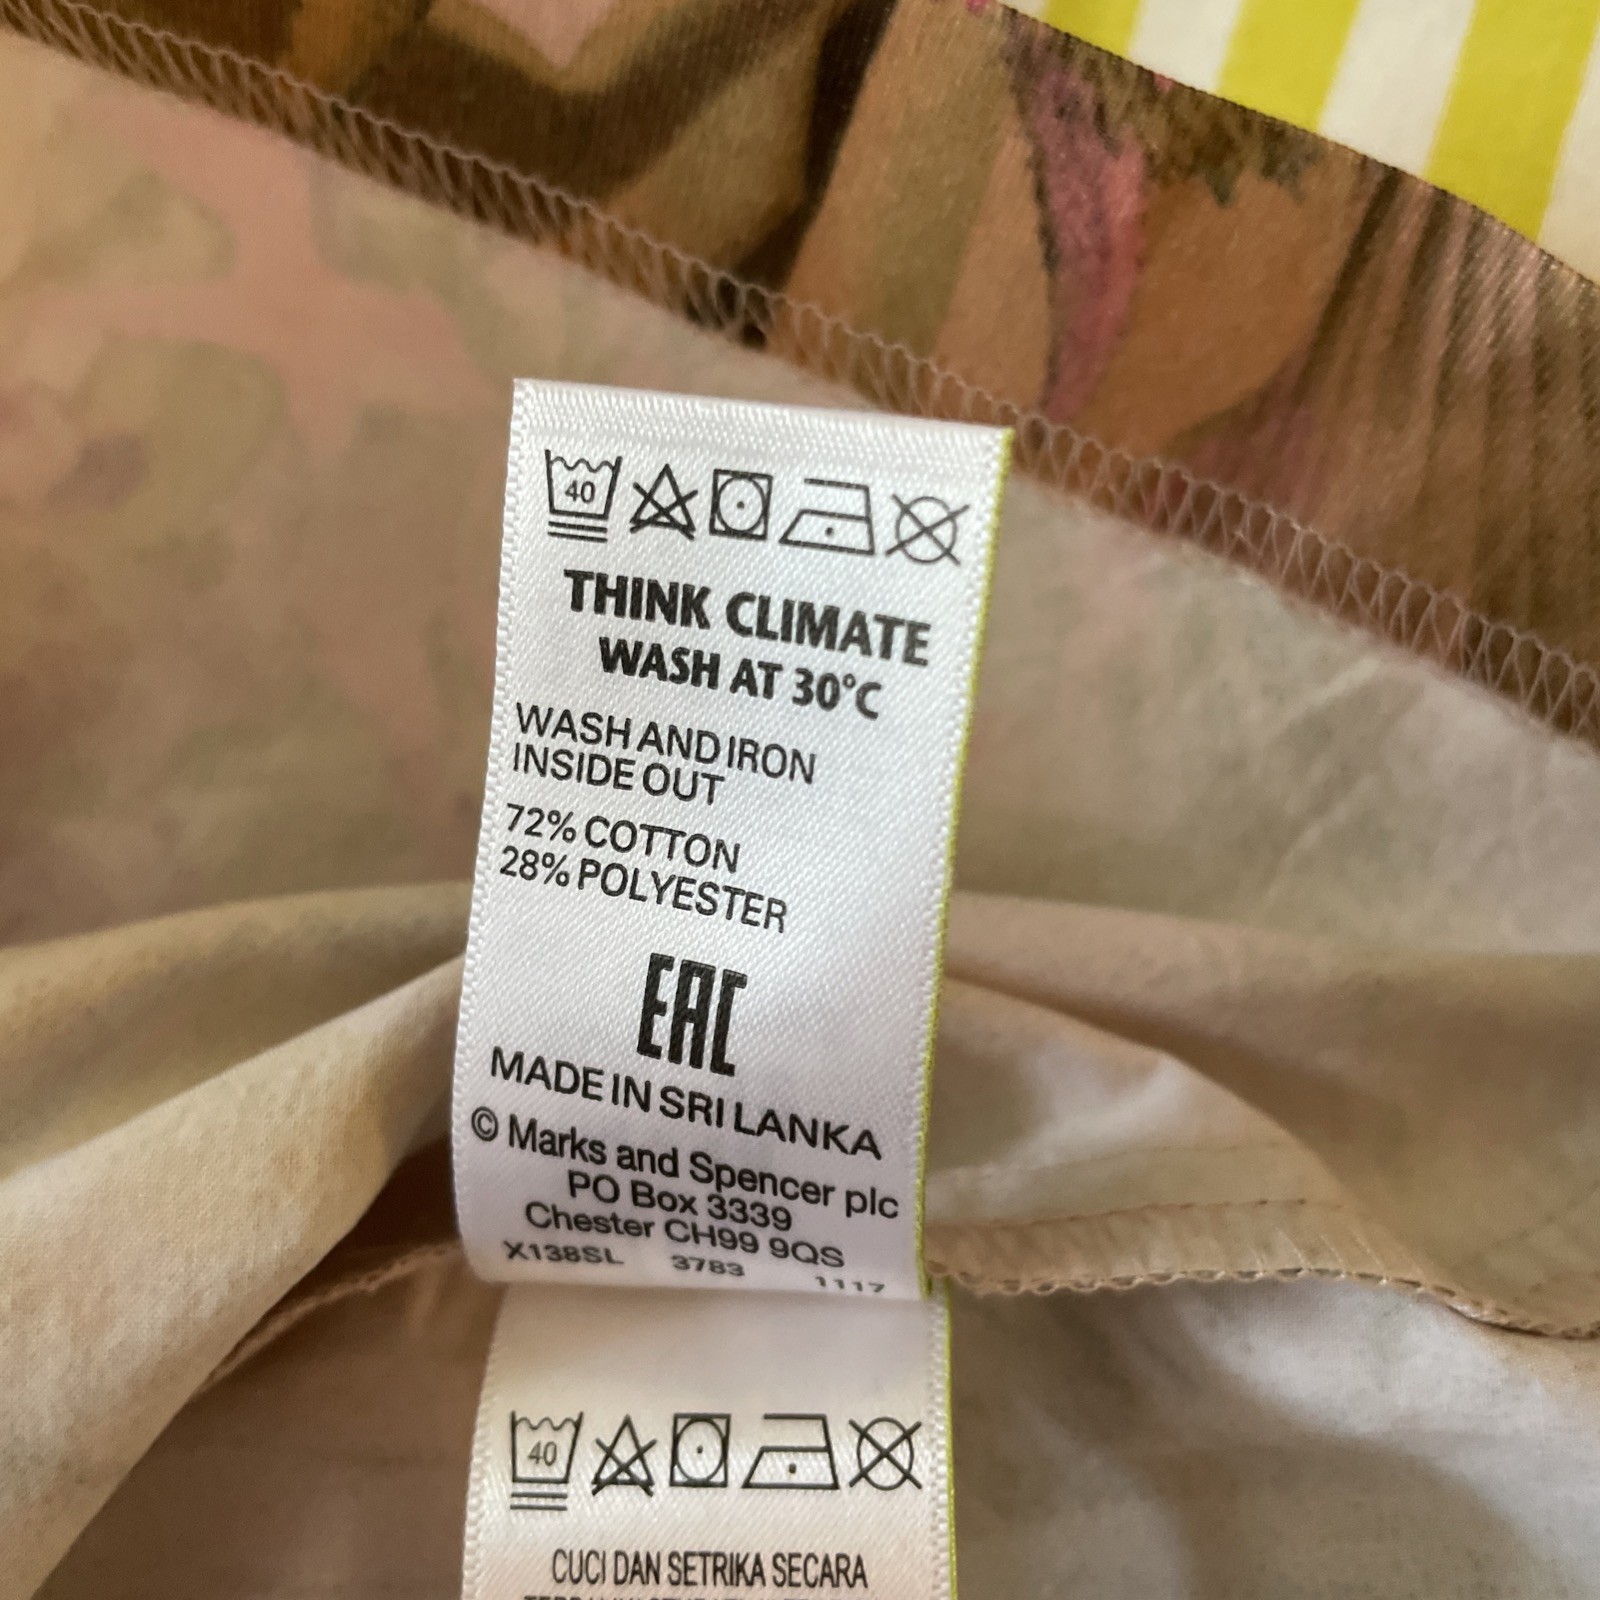 40
THINK CLIMATE
WASH AT 30°C
WASH AND IRON
INSIDE OUT
72% COTTON
28% POLYESTER
EAC
MADE IN SRI LANKA
© Marks and Spencer plc
PO Box 3339
Chester CH99 9QS
X138SL 3783 1117
40
CUCI DAN SETRIKA SECARA